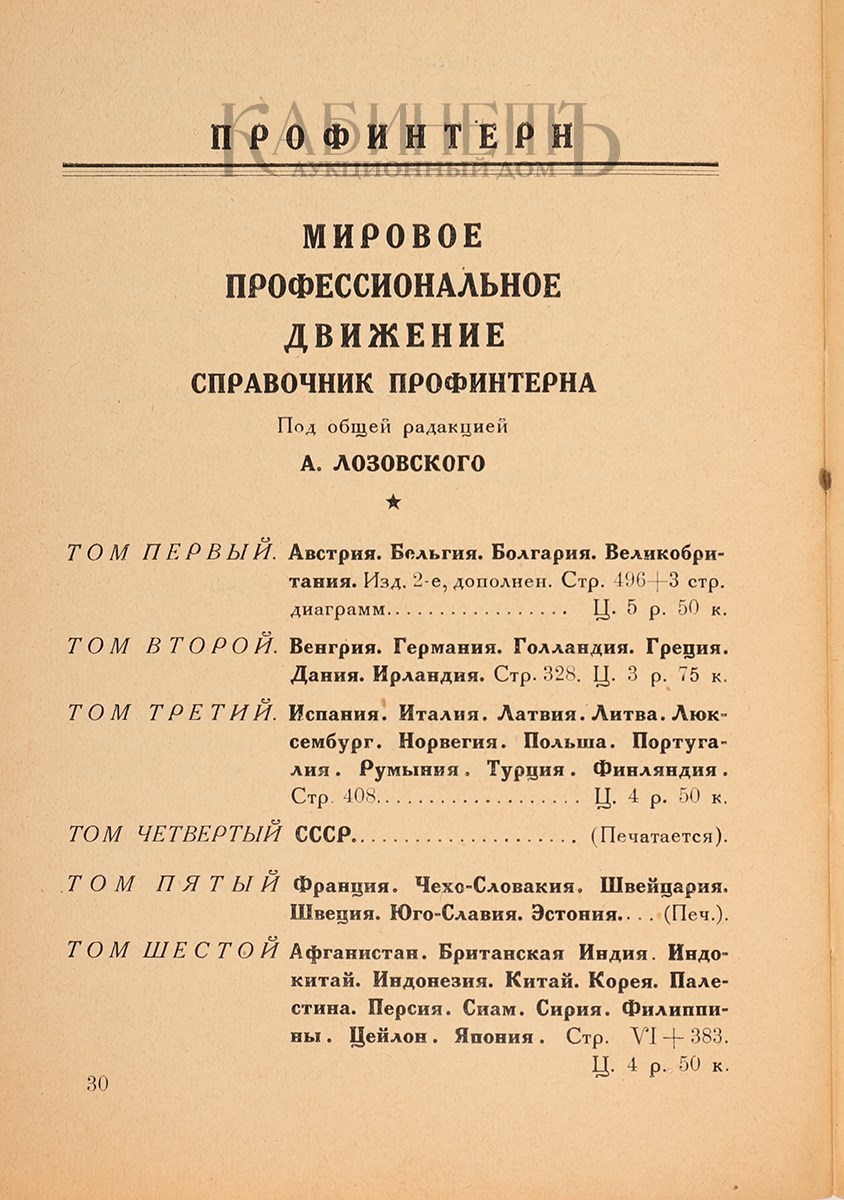 КАБИНЕТЪ
ПРОФИНТЕРН
АУКЦИОННЫЙ ДОМ
МИРОВОЕ
ПРОФЕССИОНАЛЬНОЕ
ДВИЖЕНИЕ
СПРАВОЧНИК ПРОФИНТЕРНА
Под общей радакцией
А. ЛОЗОВСКОГО
★
ТОМ ПЕРВЫЙ. Австрия. Бельгия. Болгария. Великобри-
тания. Изд. 2-е, дополнен. Стр. 496+3 стр.
диаграмм.................. Ц. 5 р. 50 к.
ТОМ ВТОРОЙ. Венгрия. Германия. Голландия. Греция.
Дания. Ирландия. Стр. 328. Ц. 3 р. 75 к.
ТОМ ТРЕТИЙ. Испания. Италия. Латвия. Литва. Люк-
сембург. Норвегия. Польша. Португа-
лия. Румыния. Турция. Финляндия.
Стр. 408.................... Ц. 4 р. 50 к.
ТОМ ЧЕТВЕРТЫЙ СССР...................... (Печатается).
ТОМ ПЯТЫЙ Франция. Чехо-Словакия. Швейцария.
Швеция. Юго-Славия. Эстония.... (Печ.).
ТОМ ШЕСТОЙ Афганистан. Британская Индия. Индо-
китай. Индонезия. Китай. Корея. Пале-
стина. Персия. Сиам. Сирия. Филиппи-
ны. Цейлон. Япония. Стр. VI+383.
Ц. 4 р. 50 к.
30